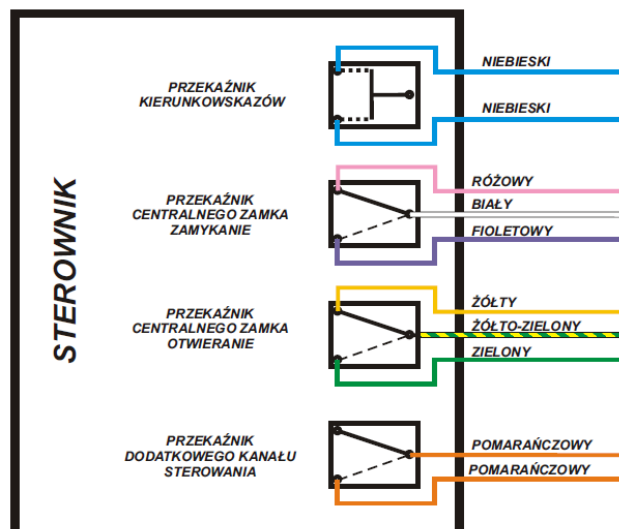 STEROWNIK
PRZEKAŹNIK
KIERUNKOWSKAZÓW
NIEBIESKI
NIEBIESKI
PRZEKAŹNIK
CENTRALNEGO ZAMKA
ZAMYKANIE
RÓŻOWY
BIAŁY
FIOLETOWY
PRZEKAŹNIK
CENTRALNEGO ZAMKA
OTWIERANIE
ŻÓŁTY
ŻÓŁTO-ZIELONY
ZIELONY
PRZEKAŹNIK
DODATKOWEGO KANAŁU
STEROWANIA
POMARAŃCZOWY
POMARAŃCZOWY